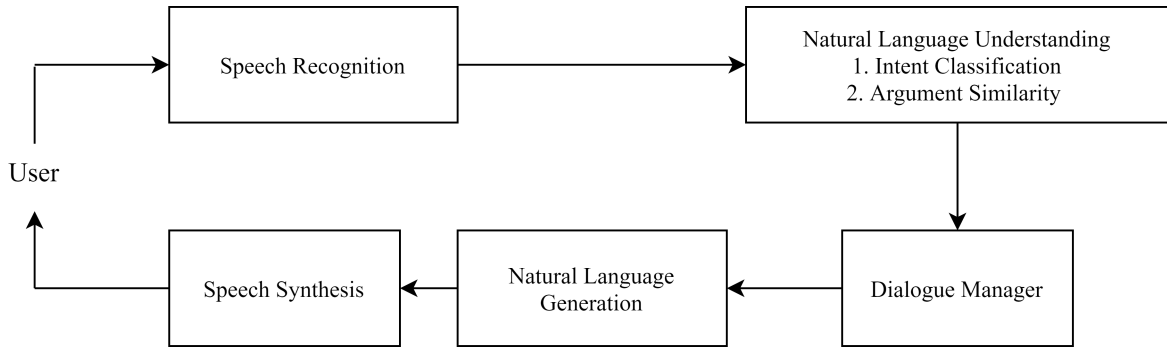 Speech Recognition
Natural Language Understanding
1. Intent Classification
2. Argument Similarity
User
Speech Synthesis
Natural Language
Generation
Dialogue Manager